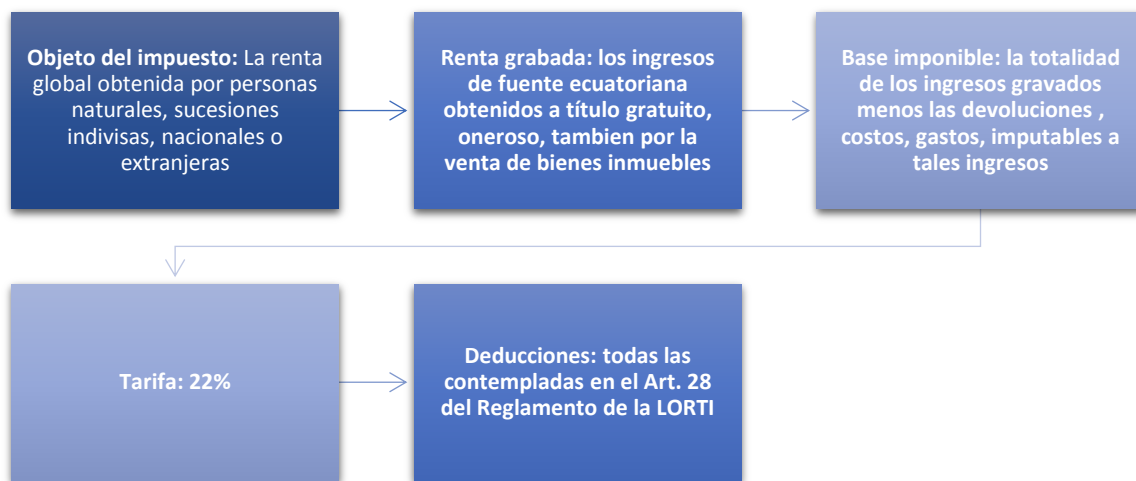 Objeto del impuesto: La renta
global obtenida por personas
naturales, sucesiones
indivisas, nacionales o
extranjeras
Renta grabada: los ingresos
de fuente ecuatoriana
obtenidos a título gratuito,
oneroso, tambien por la
venta de bienes inmuebles
Base imponible: la totalidad
de los ingresos gravados
menos las devoluciones ,
costos, gastos, imputables a
tales ingresos
Tarifa: 22%
Deducciones: todas las
contempladas en el Art. 28
del Reglamento de la LORTI